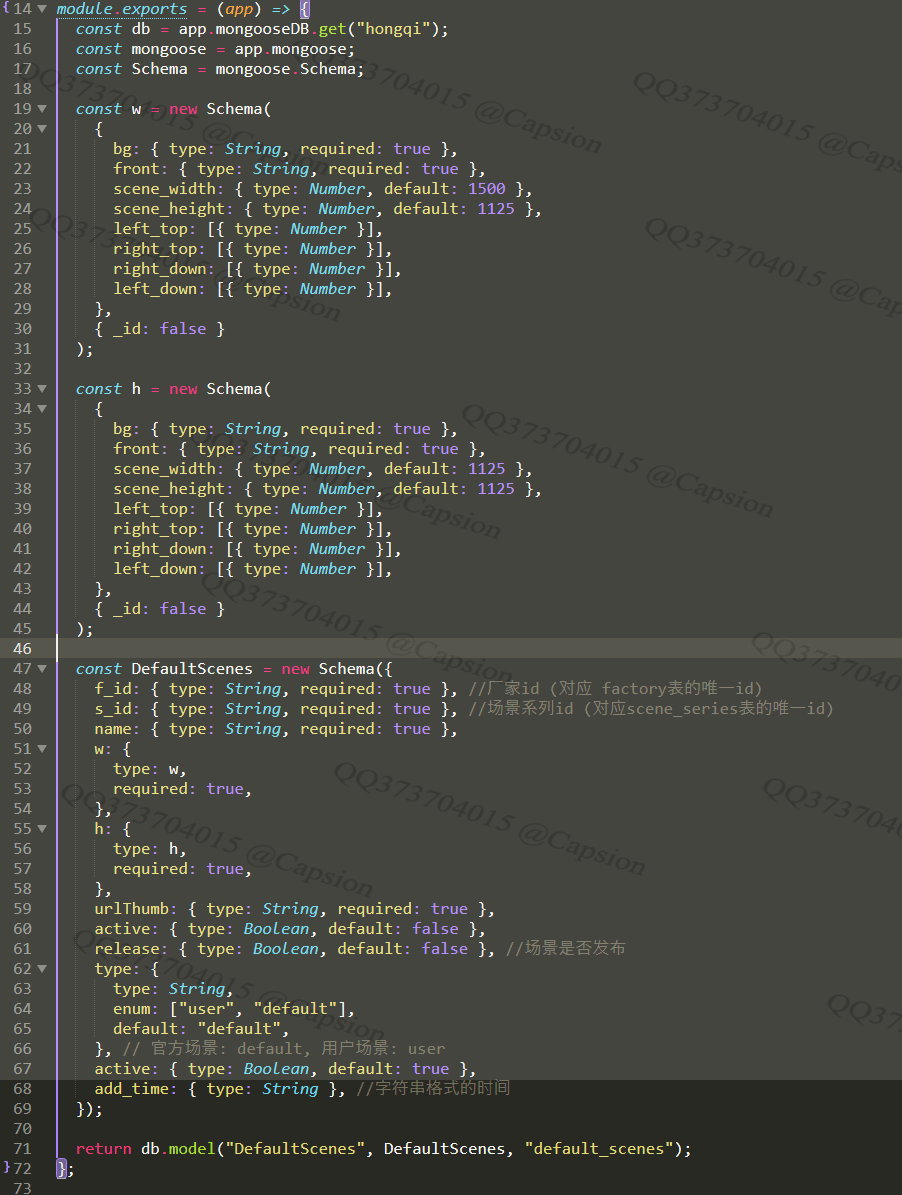 14 module.exports = (app) => {
15 const db = app.mongooseDB.get("hongqi");
16 const mongoose = app.mongoose;
17 const Schema = mongoose.Schema;
18
19 const w = new Schema(
20 {
21 bg: { type: String, required: true },
22 front: { type: String, required: true },
23 scene_width: { type: Number, default: 1500 },
24 scene_height: { type: Number, default: 1125 },
25 left_top: [{ type: Number }],
26 right_top: [{ type: Number }],
27 right_down: [{ type: Number }],
28 left_down: [{ type: Number }],
29 },
30 { _id: false }
31 );
32
33 const h = new Schema(
34 {
35 bg: { type: String, required: true },
36 front: { type: String, required: true },
37 scene_width: { type: Number, default: 1125 },
38 scene_height: { type: Number, default: 1125 },
39 left_top: [{ type: Number }],
40 right_top: [{ type: Number }],
41 right_down: [{ type: Number }],
42 left_down: [{ type: Number }],
43 },
44 { _id: false }
45 );
46
47 const DefaultScenes = new Schema({
48 f_id: { type: String, required: true }, //厂家id (对应 factory表的唯一id)
49 s_id: { type: String, required: true }, //场景系列id (对应scene_series表的唯一id)
50 name: { type: String, required: true },
51 w: {
52 type: w,
53 required: true,
54 },
55 h: {
56 type: h,
57 required: true,
58 },
59 urlThumb: { type: String, required: true },
60 active: { type: Boolean, default: false },
61 release: { type: Boolean, default: false }, //场景是否发布
62 type: {
63 type: String,
64 enum: ["user", "default"],
65 default: "default",
66 }, // 官方场景: default, 用户场景: user
67 active: { type: Boolean, default: true },
68 add_time: { type: String }, //字符串格式的时间
69 });
70
71 return db.model("DefaultScenes", DefaultScenes, "default_scenes");
72 };
73
QQ373704015 @Capsion